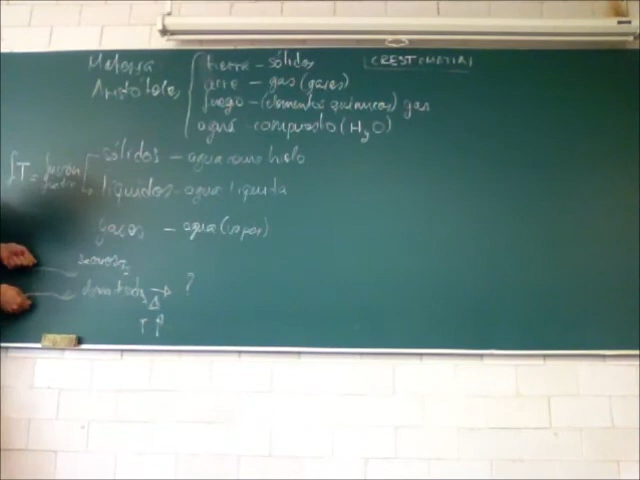 Materia
Aristóteles
tierra - sólidos
aire - gas (gases)
fuego - (elementos químicos) gas
agua - compuesto (H₂O)
CRESTOMATIA
∫T =
sólidos - agua como hielo
líquidos - agua líquida
gases - agua (vapor)
→ ?
Δ